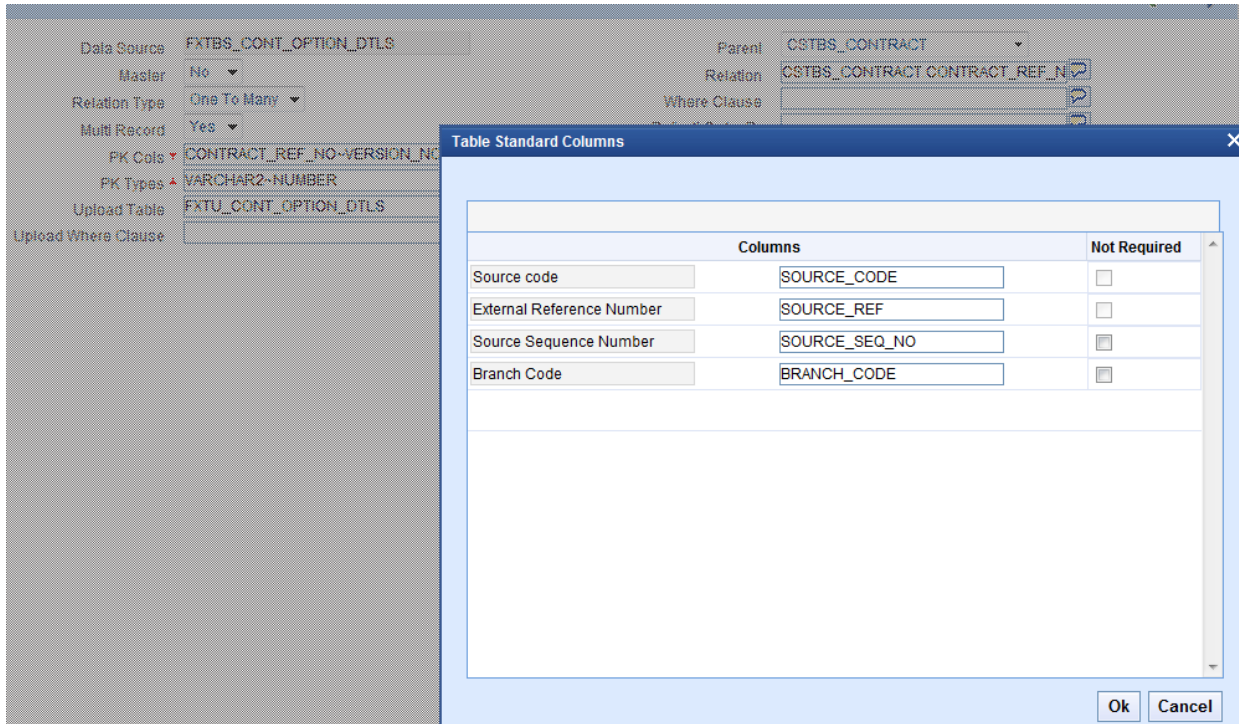 Data Source FXTBS_CONT_OPTION_DTLS Parent CSTBS_CONTRACT
Master No Relation CSTBS_CONTRACT.CONTRACT_REF_N
Relation Type One To Many Where Clause
Multi Record Yes
Table Standard Columns
PK Cols CONTRACT_REF_NO~VERSION_NO
PK Types VARCHAR2~NUMBER
Upload Table FXTU_CONT_OPTION_DTLS
Upload Where Clause
Columns Not Required
Source code SOURCE_CODE
External Reference Number SOURCE_REF
Source Sequence Number SOURCE_SEQ_NO
Branch Code BRANCH_CODE
Ok Cancel